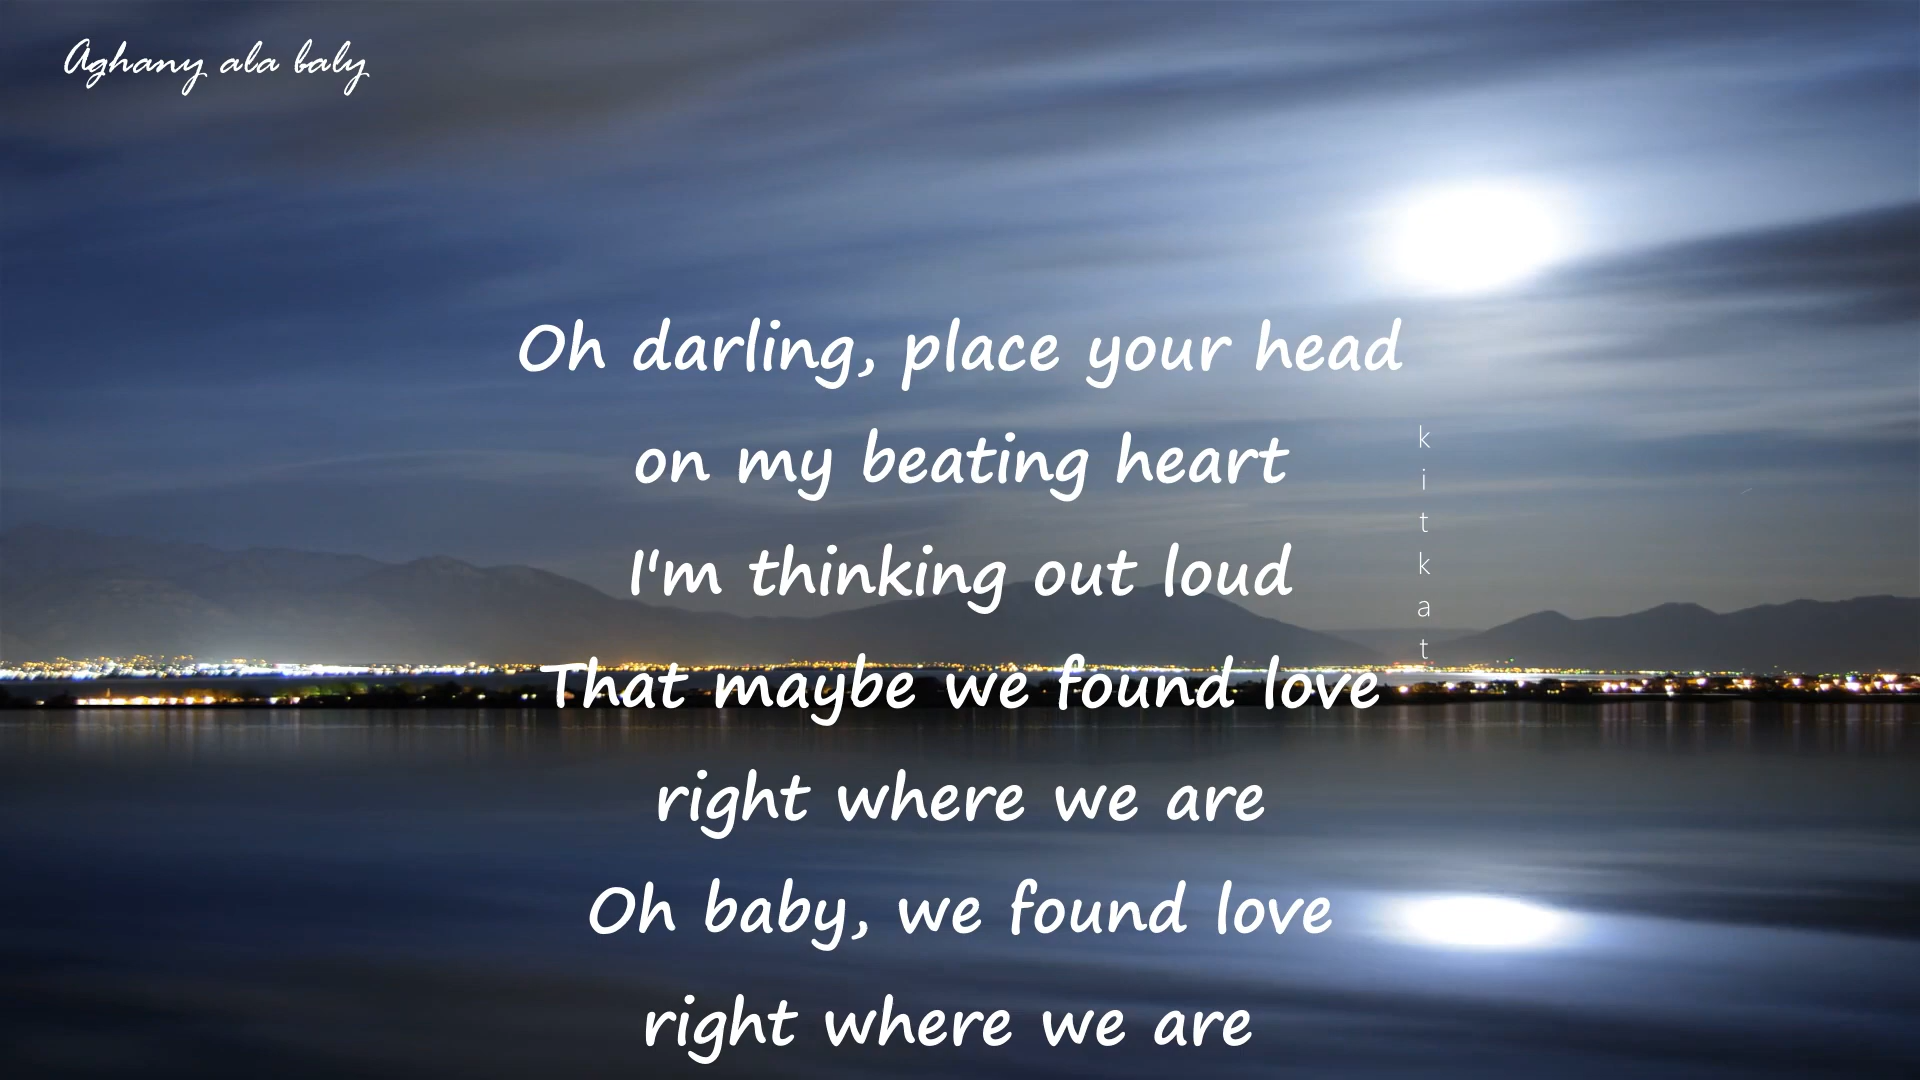 Aghany ala baly
Oh darling, place your head
on my beating heart
I'm thinking out loud
That maybe we found love
right where we are
Oh baby, we found love
right where we are
kitkat